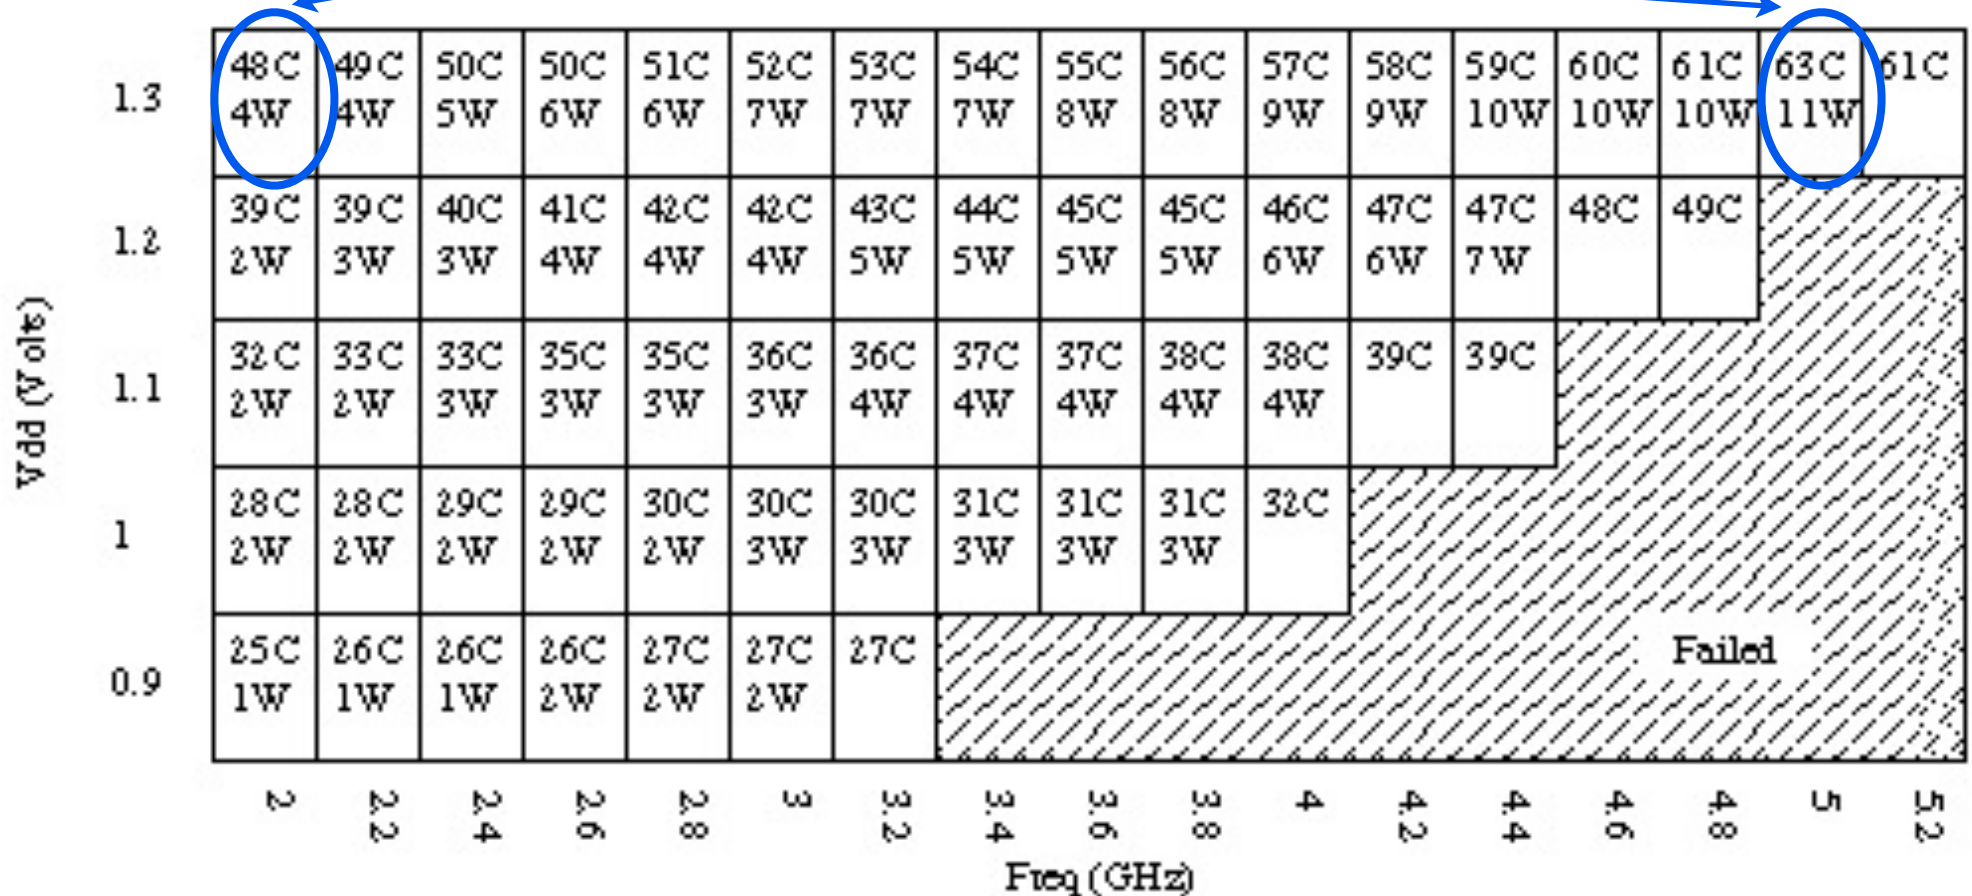 48C 49C 50C 50C 51C 52C 53C 54C 55C 56C 57C 58C 59C 60C 61C 63C 61C
1.3
4W 4W 5W 6W 6W 7W 7W 7W 8W 8W 9W 9W 10W 10W 10W 11W
39C 39C 40C 41C 42C 42C 43C 44C 45C 45C 46C 47C 47C 48C 49C
1.2
2W 3W 3W 4W 4W 4W 5W 5W 5W 5W 6W 6W 7W
Vdd (Volts)
32C 33C 33C 35C 35C 36C 36C 37C 37C 38C 38C 39C 39C
1.1
2W 2W 3W 3W 3W 3W 4W 4W 4W 4W 4W
28C 28C 29C 29C 30C 30C 30C 31C 31C 31C 32C
1
2W 2W 2W 2W 2W 3W 3W 3W 3W 3W
25C 26C 26C 26C 27C 27C 27C
Failed
0.9
1W 1W 1W 2W 2W 2W
2 2.2 2.4 2.6 2.8 3 3.2 3.4 3.6 3.8 4 4.2 4.4 4.6 4.8 5 5.2
Freq (GHz)